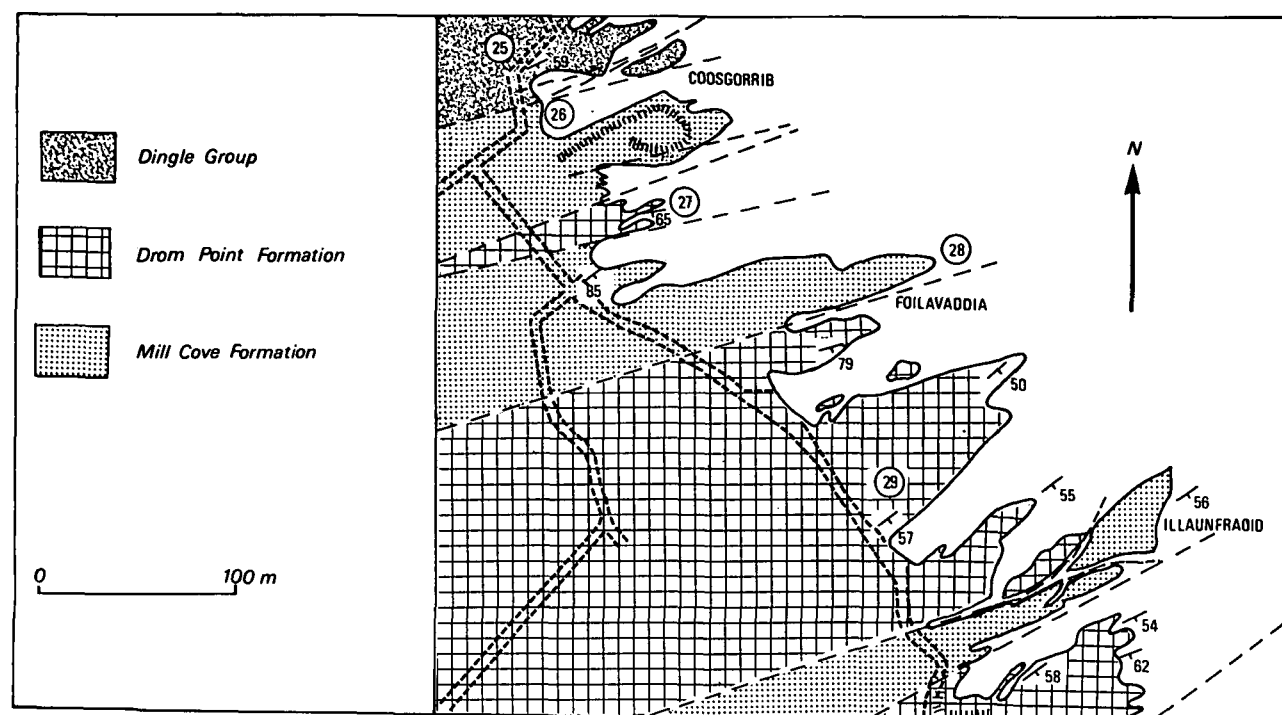 Dingle Group
Drom Point Formation
Mill Cove Formation
0 100 m
25
59
COOSGORRIB
26
27
65
28
85
FOILAVADDIA
79
50
29
57
55
56
ILLAUNFRAOID
54
62
58
N